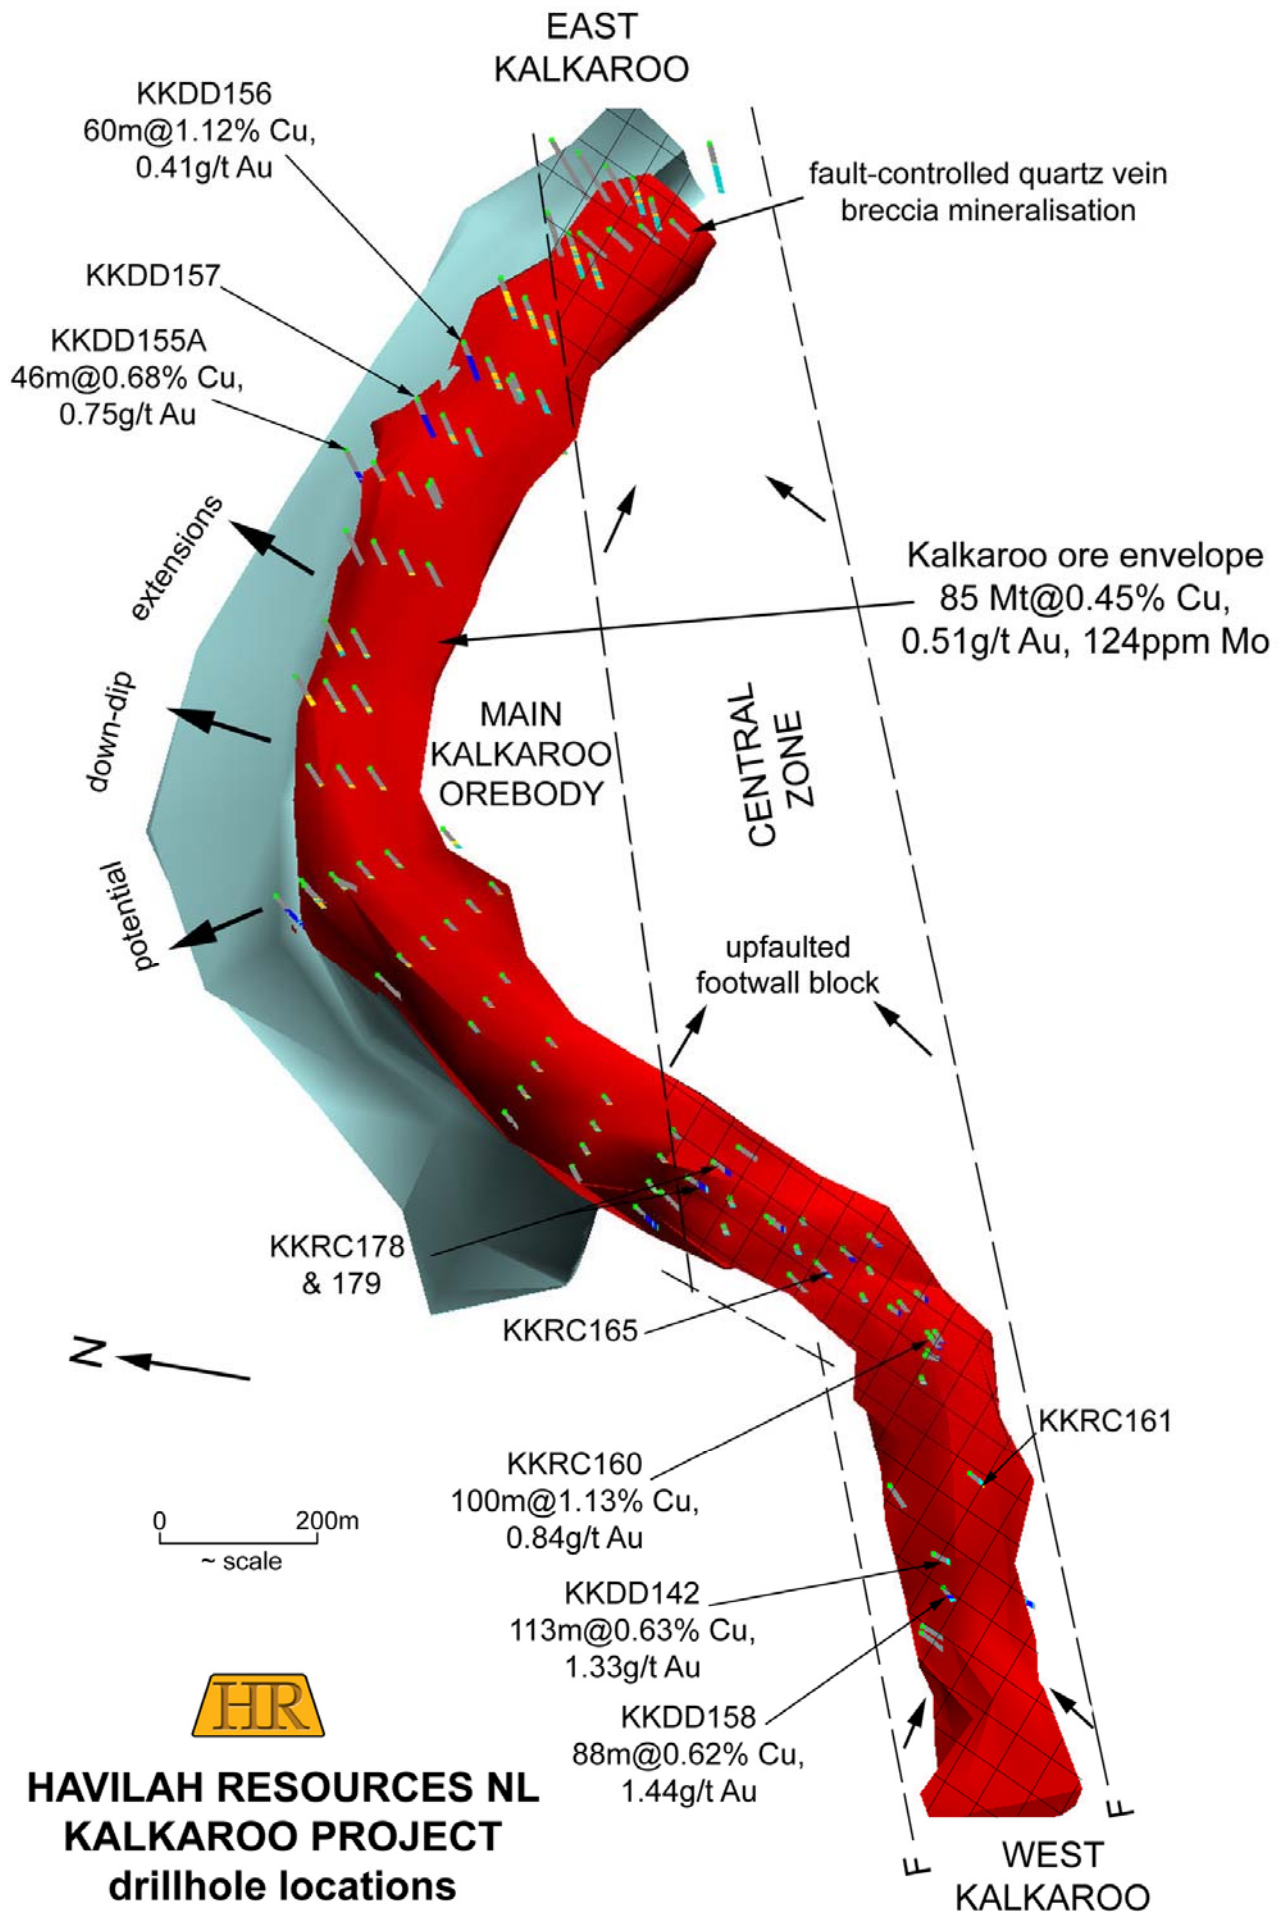 EAST
KALKAROO
KKDD156
60m@1.12% Cu,
0.41g/t Au
fault-controlled quartz vein
breccia mineralisation
KKDD157
KKDD155A
46m@0.68% Cu,
0.75g/t Au
extensions
down-dip
potential
Kalkaroo ore envelope
85 Mt@0.45% Cu,
0.51g/t Au, 124ppm Mo
MAIN
KALKAROO
OREBODY
CENTRAL
ZONE
upfaulted
footwall block
KKRC178
& 179
KKRC165
N
KKRC161
KKRC160
100m@1.13% Cu,
0.84g/t Au
0 200m
~ scale
KKDD142
113m@0.63% Cu,
1.33g/t Au
KKDD158
88m@0.62% Cu,
1.44g/t Au
HR
HAVILAH RESOURCES NL
KALKAROO PROJECT
drillhole locations
F
F
WEST
KALKAROO